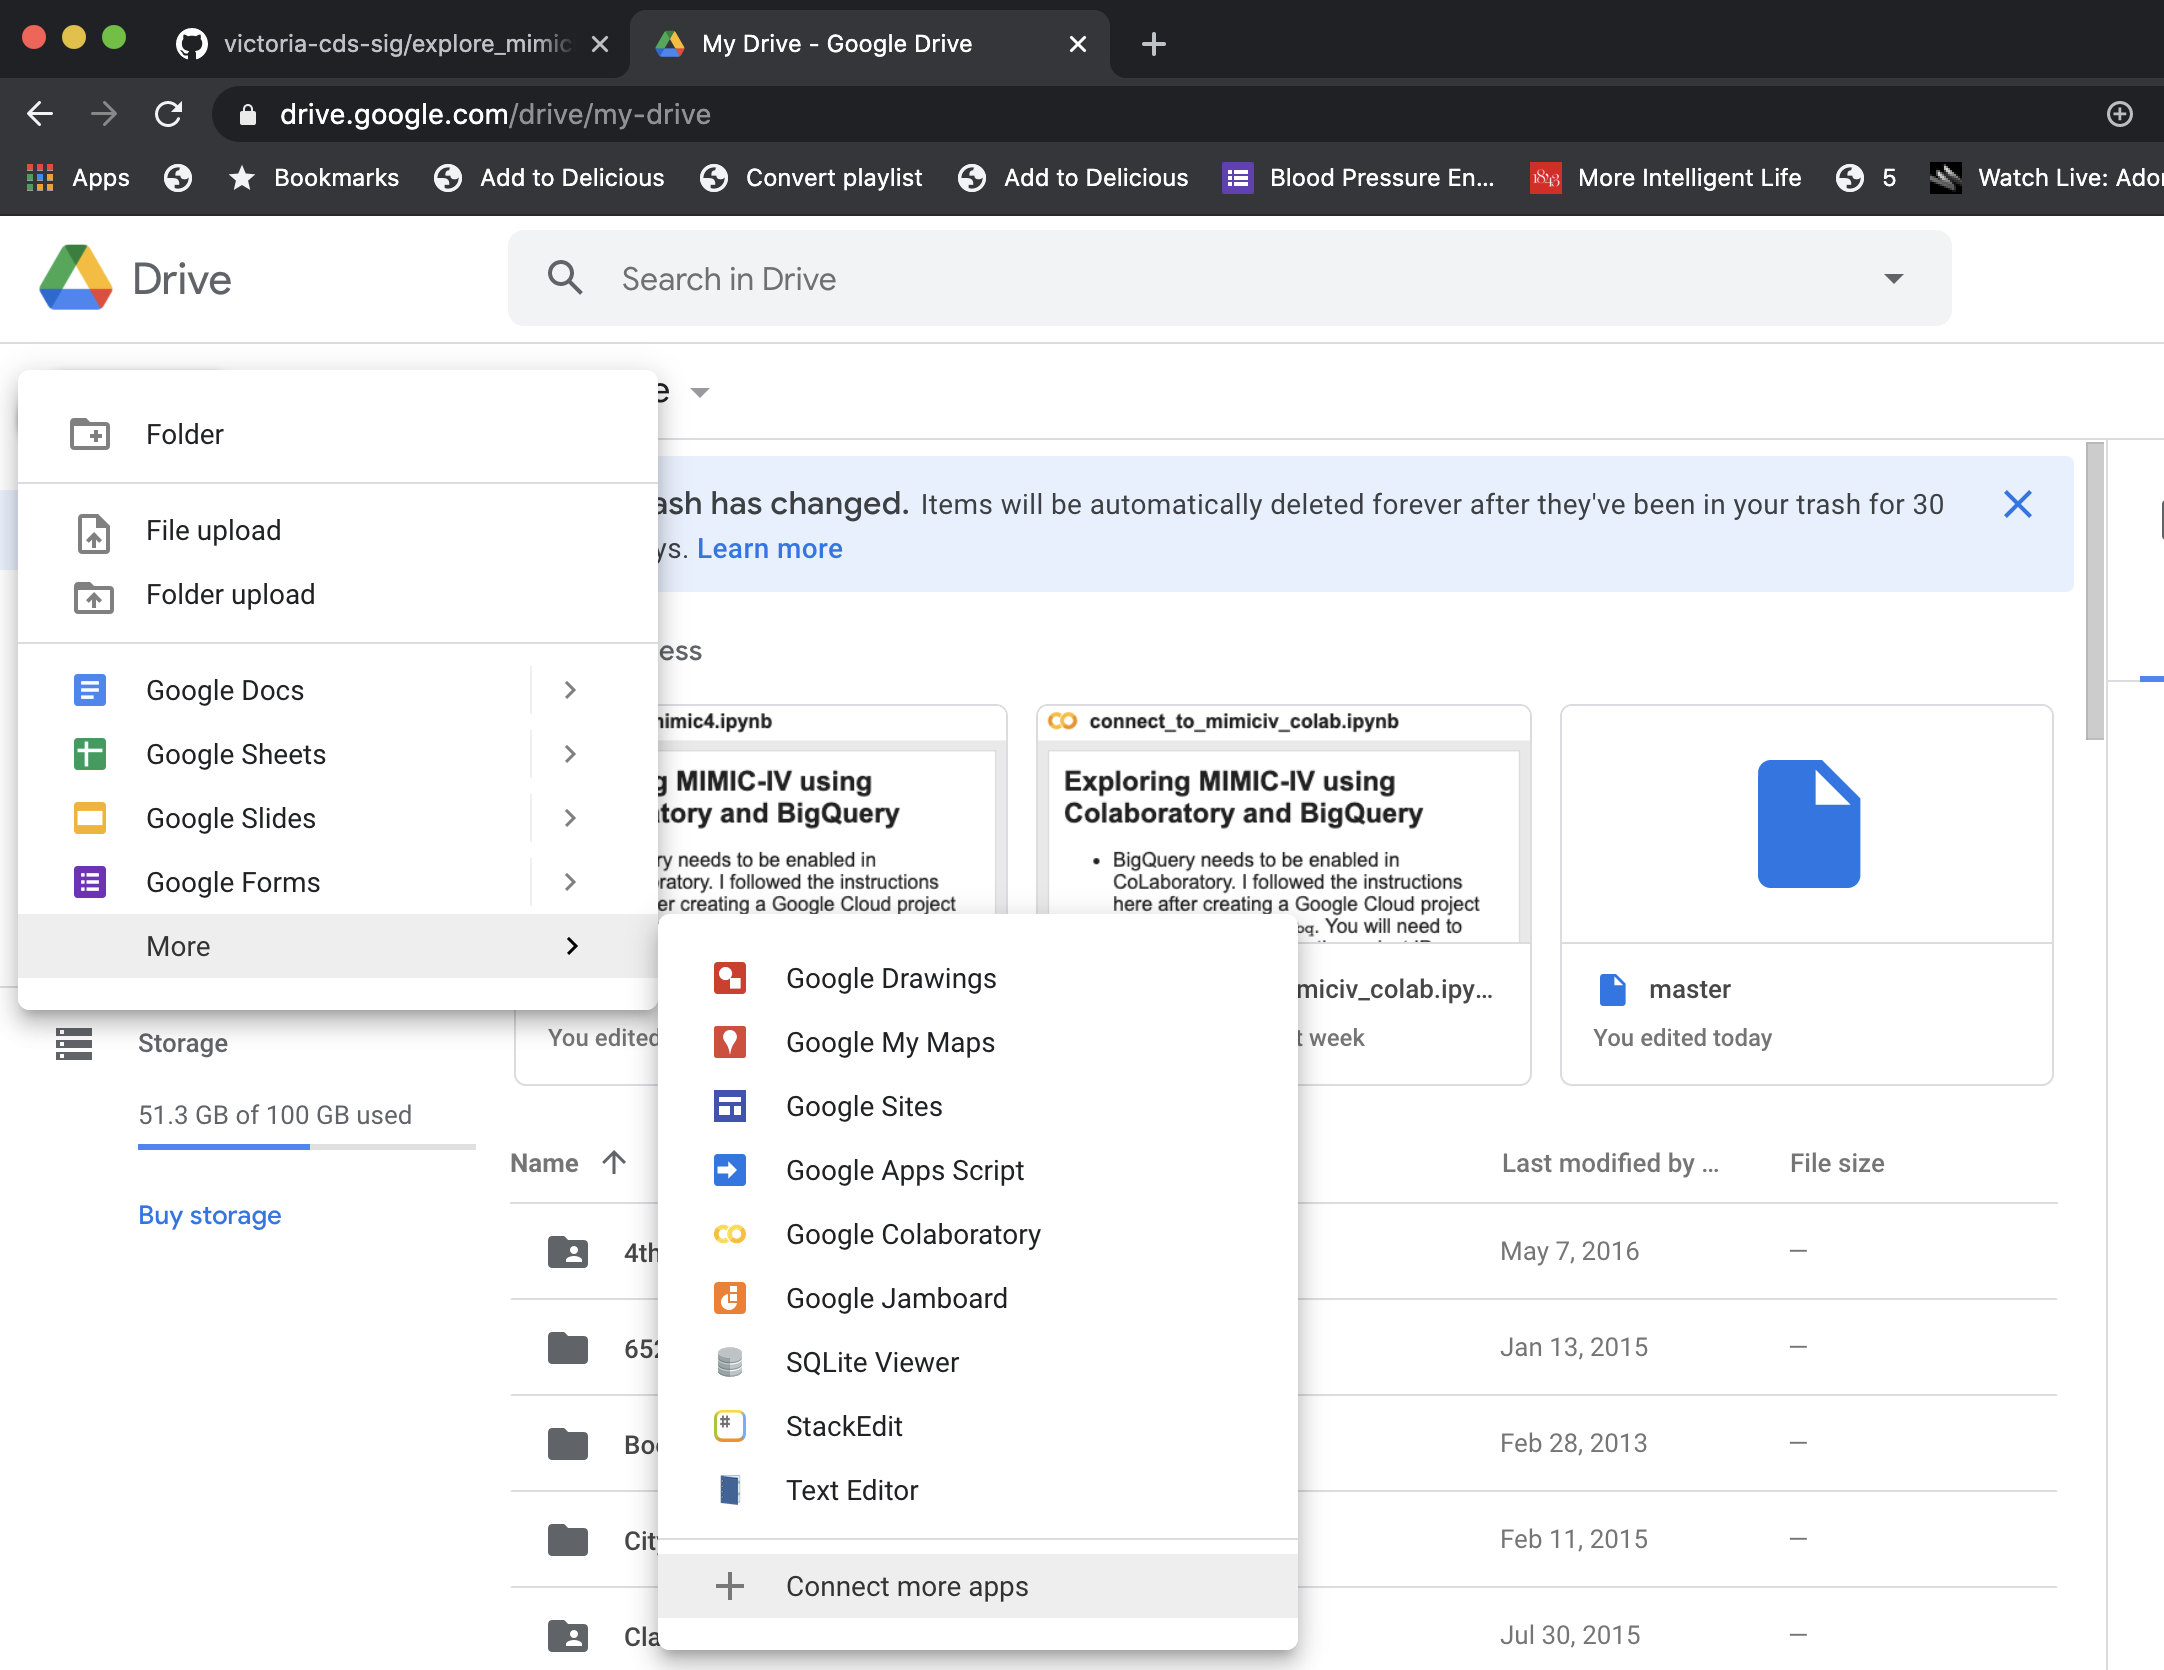 victoria-cds-sig/explore_mimic
My Drive - Google Drive
drive.google.com/drive/my-drive
Apps
Bookmarks
Add to Delicious
Convert playlist
Add to Delicious
Blood Pressure En...
1843
More Intelligent Life
5
Watch Live: Ado
Drive
Search in Drive
e
Folder
File upload
Folder upload
Google Docs
Google Sheets
Google Slides
Google Forms
More
ash has changed. Items will be automatically deleted forever after they've been in your trash for 30
ys. Learn more
ess
imic4.ipynb
g MIMIC-IV using
tory and BigQuery
ry needs to be enabled in
ratory. I followed the instructions
er creating a Google Cloud project
You edited
connect_to_mimiciv_colab.ipynb
Exploring MIMIC-IV using
Colaboratory and BigQuery
• BigQuery needs to be enabled in
CoLaboratory. I followed the instructions
here after creating a Google Cloud project
bq. You will need to
miciv_colab.ipy...
t week
master
You edited today
Google Drawings
Google My Maps
Google Sites
Google Apps Script
Google Colaboratory
Google Jamboard
SQLite Viewer
StackEdit
Text Editor
Connect more apps
Storage
51.3 GB of 100 GB used
Buy storage
Name
Last modified by ...
File size
4th
May 7, 2016
—
652
Jan 13, 2015
—
Boo
Feb 28, 2013
—
City
Feb 11, 2015
—
Cla
Jul 30, 2015
—